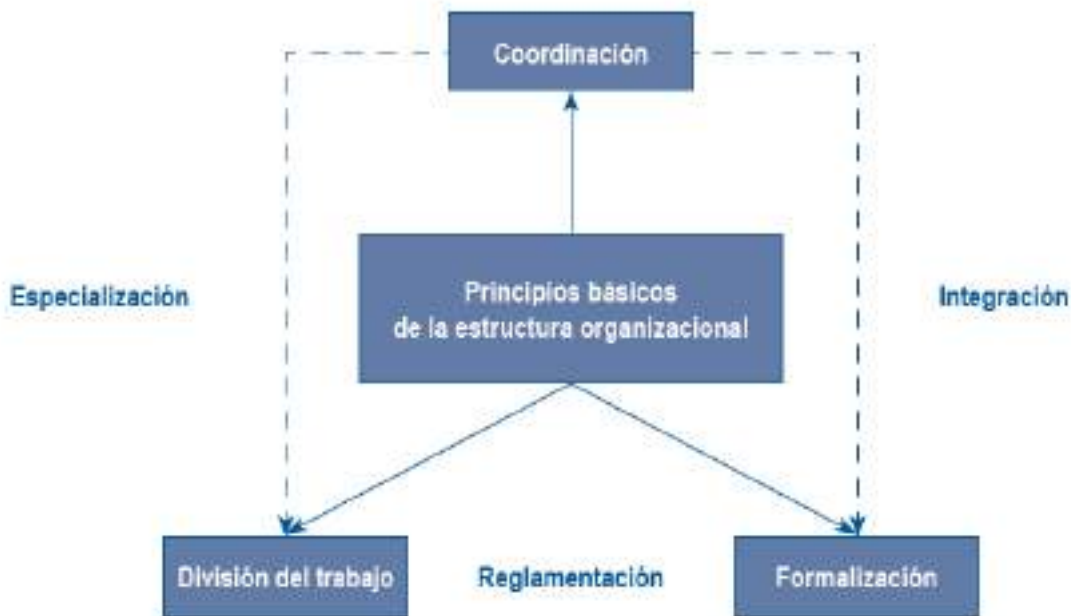 Coordinación
Principios básicos
de la estructura organizacional
Especialización
Integración
División del trabajo
Reglamentación
Formalización